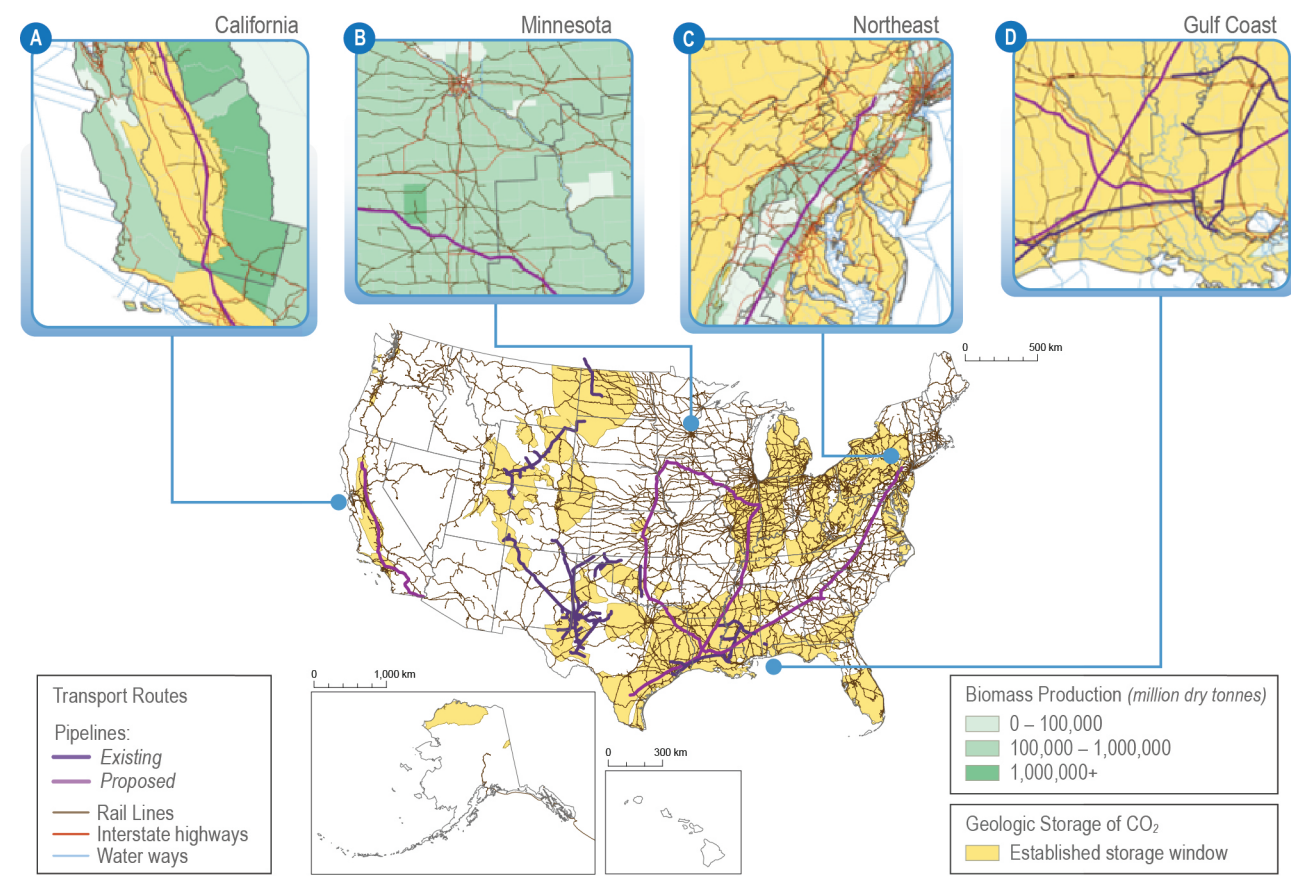 A
California
B
Minnesota
C
Northeast
D
Gulf Coast
0 500 km
0 1,000 km
0 300 km
Transport Routes
Pipelines:
Existing
Proposed
Rail Lines
Interstate highways
Water ways
Biomass Production (million dry tonnes)
0 – 100,000
100,000 – 1,000,000
1,000,000+
Geologic Storage of CO₂
Established storage window